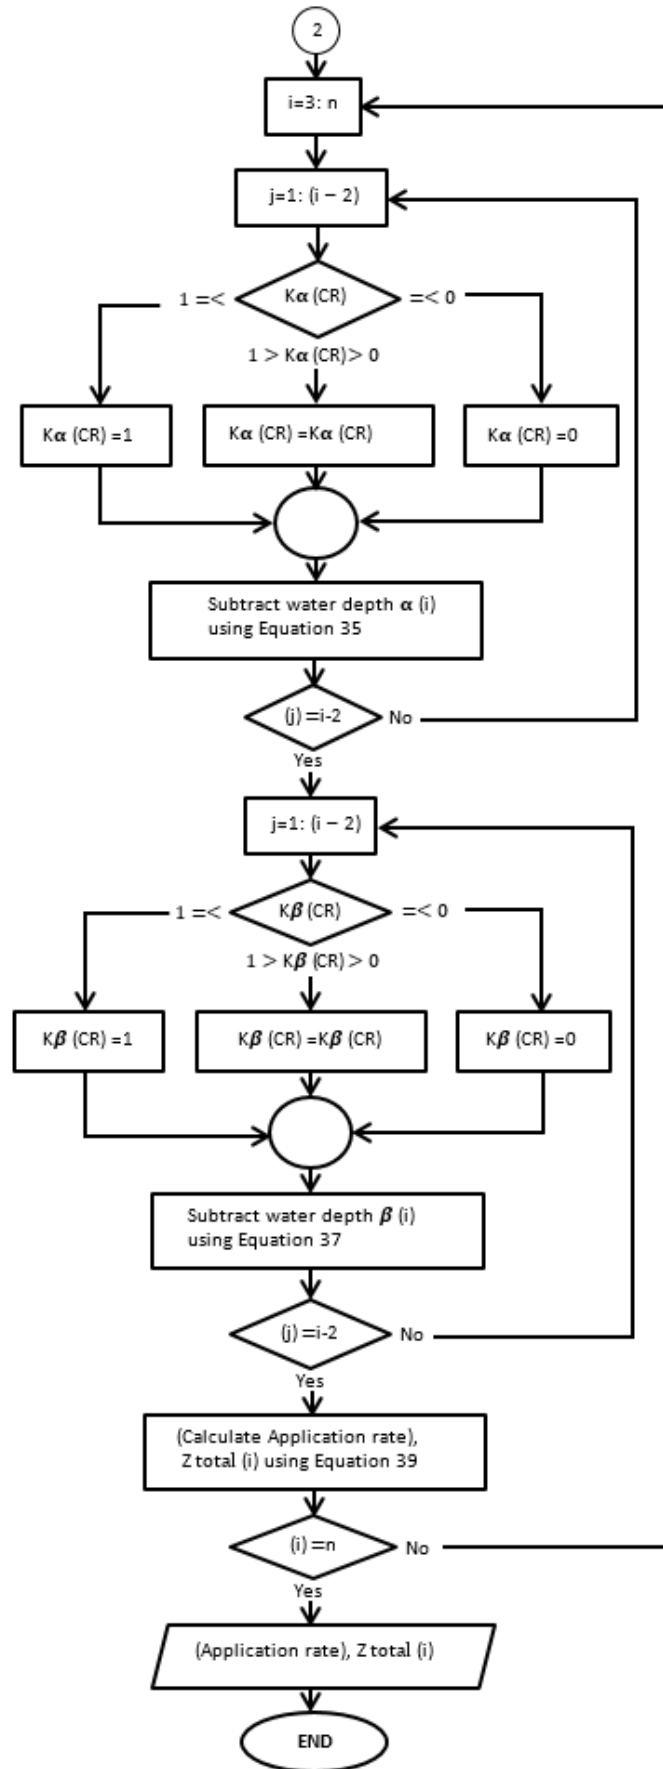 2
i=3: n
j=1: (i – 2)
1 =<
Kα (CR)
=< 0
1 > Kα (CR) > 0
Kα (CR) =1
Kα (CR) =Kα (CR)
Kα (CR) =0
Subtract water depth α (i)
using Equation 35
(j) =i-2
No
Yes
j=1: (i – 2)
1 =<
Kβ (CR)
=< 0
1 > Kβ (CR) > 0
Kβ (CR) =1
Kβ (CR) =Kβ (CR)
Kβ (CR) =0
Subtract water depth β (i)
using Equation 37
(j) =i-2
No
Yes
(Calculate Application rate),
Z total (i) using Equation 39
(i) =n
No
Yes
(Application rate), Z total (i)
END